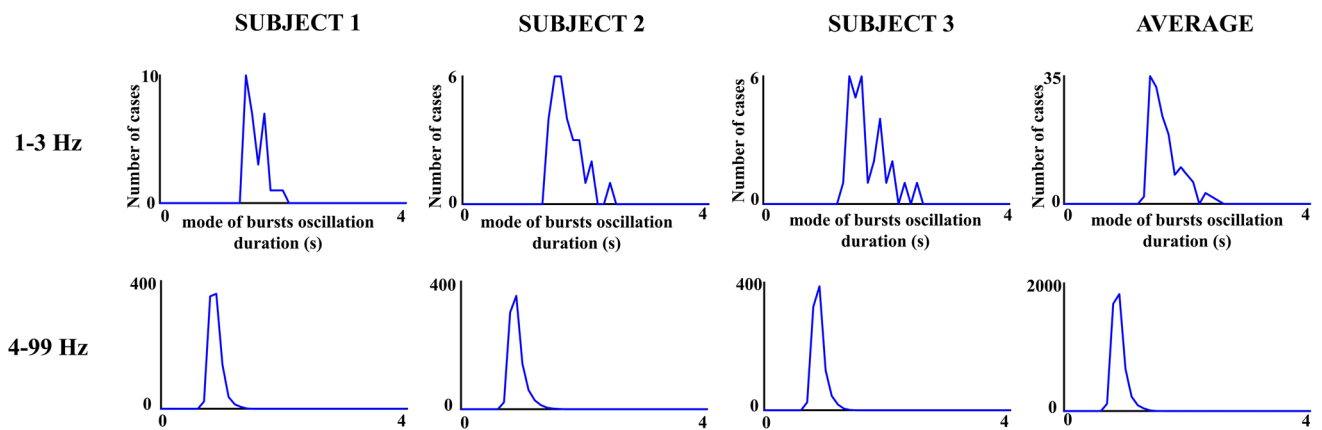 SUBJECT 1
SUBJECT 2
SUBJECT 3
AVERAGE
1-3 Hz
Number of cases
10
0
0
4
mode of bursts oscillation
duration (s)
Number of cases
6
0
0
4
mode of bursts oscillation
duration (s)
Number of cases
6
0
0
4
mode of bursts oscillation
duration (s)
Number of cases
35
0
0
4
mode of bursts oscillation
duration (s)
4-99 Hz
400
0
0
4
400
0
0
4
400
0
0
4
2000
0
0
4